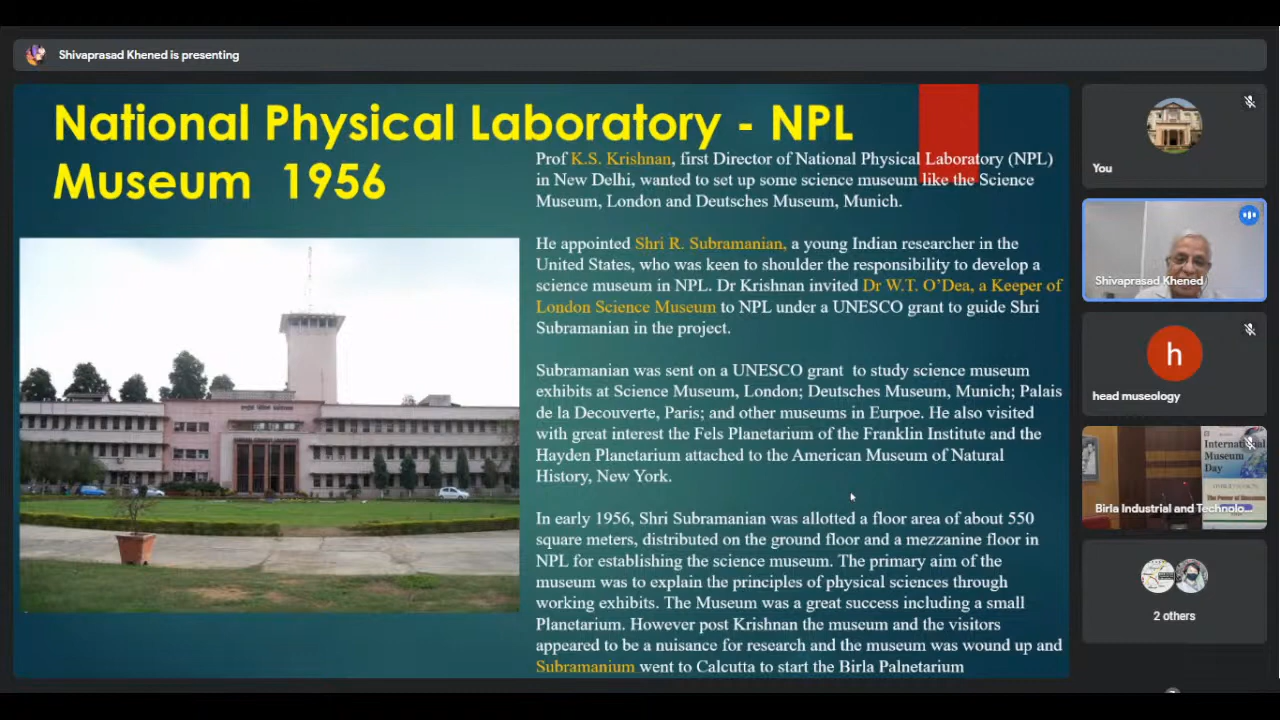 Shivaprasad Khened is presenting
National Physical Laboratory - NPL
Museum 1956
Prof K.S. Krishnan, first Director of National Physical Laboratory (NPL)
in New Delhi, wanted to set up some science museum like the Science
Museum, London and Deutsches Museum, Munich.
He appointed Shri R. Subramanian, a young Indian researcher in the
United States, who was keen to shoulder the responsibility to develop a
science museum in NPL. Dr Krishnan invited Dr W.T. O'Dea, a Keeper of
London Science Museum to NPL under a UNESCO grant to guide Shri
Subramanian in the project.
Subramanian was sent on a UNESCO grant to study science museum
exhibits at Science Museum, London; Deutsches Museum, Munich; Palais
de la Decouverte, Paris; and other museums in Eurpoe. He also visited
with great interest the Fels Planetarium of the Franklin Institute and the
Hayden Planetarium attached to the American Museum of Natural
History, New York.
In early 1956, Shri Subramanian was allotted a floor area of about 550
square meters, distributed on the ground floor and a mezzanine floor in
NPL for establishing the science museum. The primary aim of the
museum was to explain the principles of physical sciences through
working exhibits. The Museum was a great success including a small
Planetarium. However post Krishnan the museum and the visitors
appeared to be a nuisance for research and the museum was wound up and
Subramanium went to Calcutta to start the Birla Palnetarium
You
Shivaprasad Khened
h
head museology
International
Museum
Day
The Power of Museums
Birla Industrial and Technolo...
2 others